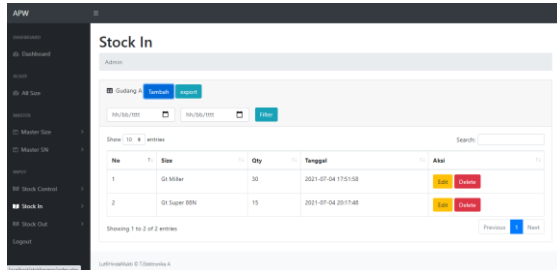 APW
DASHBOARD
Dashboard
All Size
MASTER
Master Size
Master SN
INPUT
Stock Control
Stock In
Stock Out
Logout
Stock In
Admin
Gudang A Tambah export
hh/bb/tttt hh/bb/tttt Filter
Show 10 entries Search:
No Size Qty Tanggal Aksi
1 Gt Miller 30 2021-07-04 17:51:58 Edit Delete
2 Gt Super 88N 15 2021-07-04 20:17:48 Edit Delete
Showing 1 to 2 of 2 entries Previous 1 Next